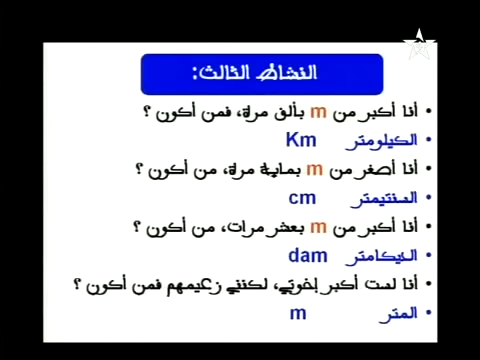 النشاط الثالث:
• أنا أكبر من m بألف مرة، فمن أكون ؟
• الكيلومتر Km
• أنا أصغر من m بماية مرة، من أكون ؟
• السنتيمتر cm
• أنا أكبر من m بعشر مرات، من أكون ؟
• الديكامتر dam
• أنا لست أكبر إخوتي، لكنني زعيمهم فمن أكون ؟
• المتر m